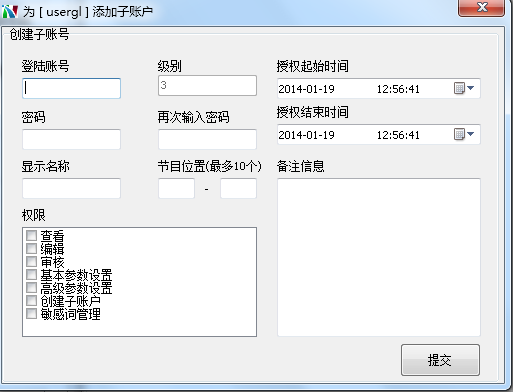 为 [ usergl ] 添加子账户
创建子账号
登陆账号
级别
授权起始时间
3
2014-01-19 12:56:41
密码
再次输入密码
授权结束时间
2014-01-19 12:56:41
显示名称
节目位置(最多10个)
备注信息
-
权限
查看
编辑
审核
基本参数设置
高级参数设置
创建子账户
敏感词管理
提交